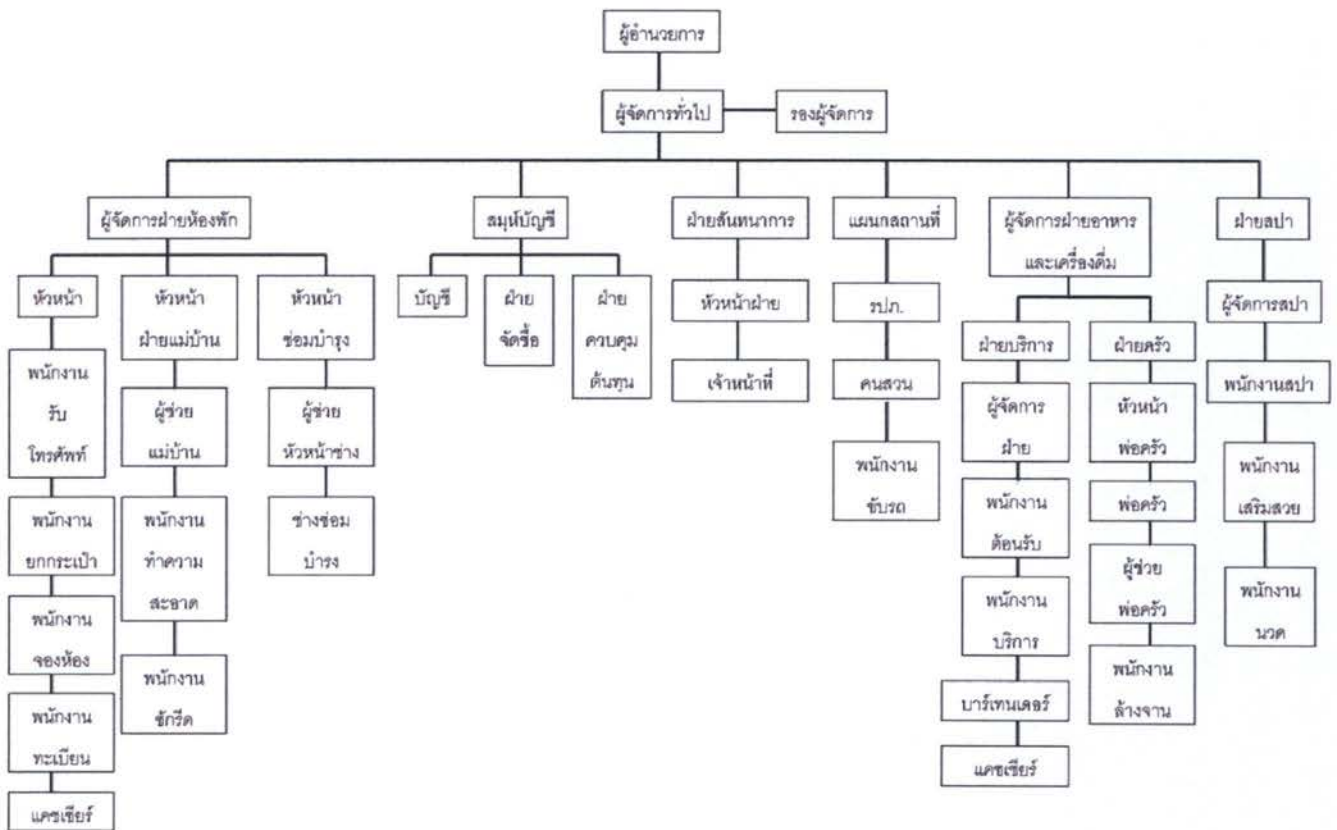 ผู้อำนวยการ
ผู้จัดการทั่วไป
รองผู้จัดการ
ผู้จัดการฝ่ายห้องพัก
สมุห์บัญชี
ฝ่ายสันทนาการ
แผนกสถานที่
ผู้จัดการฝ่ายอาหาร
และเครื่องดื่ม
ฝ่ายสปา
หัวหน้า
พนักงาน
รับ
โทรศัพท์
พนักงาน
ยกกระเป๋า
พนักงาน
จองห้อง
พนักงาน
ทะเบียน
แคชเชียร์
หัวหน้า
ฝ่ายแม่บ้าน
ผู้ช่วย
แม่บ้าน
พนักงาน
ทำความ
สะอาด
พนักงาน
ซักรีด
หัวหน้า
ซ่อมบำรุง
ผู้ช่วย
หัวหน้าช่าง
ช่างซ่อม
บำรง
บัญชี
ฝ่าย
จัดซื้อ
ฝ่าย
ควบคุม
ต้นทุน
หัวหน้าฝ่าย
เจ้าหน้าที่
รปภ.
คนสวน
พนักงาน
ขับรถ
ฝ่ายบริการ
ผู้จัดการ
ฝ่าย
พนักงาน
ต้อนรับ
พนักงาน
บริการ
บาร์เทนเดอร์
แคชเชียร์
ฝ่ายครัว
หัวหน้า
พ่อครัว
พ่อครัว
ผู้ช่วย
พ่อครัว
พนักงาน
ล้างจาน
ผู้จัดการสปา
พนักงานสปา
พนักงาน
เสริมสวย
พนักงาน
นวด